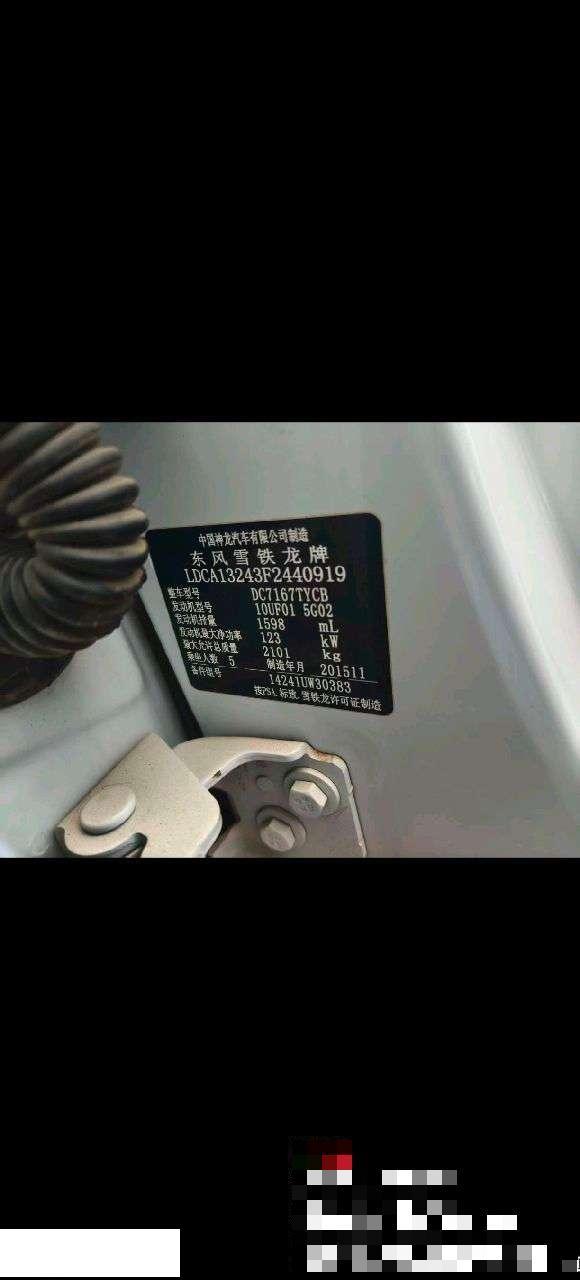 中国神龙汽车有限公司制造
东风雪铁龙牌
LDCA13243F2440919
整车型号 DC7167TYCB
发动机型号 10UF01 5G02
发动机排量 1598 mL
发动机最大净功率 123 kW
最大允许总质量 2101 kg
乘坐人数 5 制造年月 201511
备件组号 14241UW30383
按PSA.标致.雪铁龙许可证制造